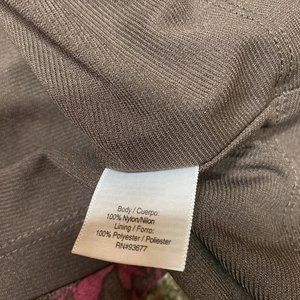 Body / Cuerpo:
100% Nylon/Nilon
Lining / Forro:
100% Polyester / Poliester
RN#93677